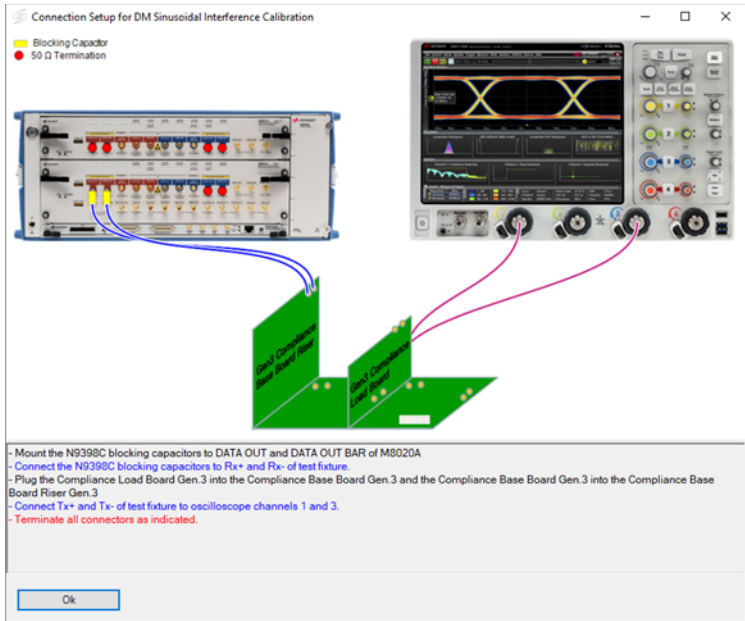 Connection Setup for DM Sinusoidal Interference Calibration
Blocking Capacitor
50 Ω Termination
1
2
3
4
Gen3 Compliance
Base Board Riser
Gen3 Compliance
Load Board
- Mount the N9398C blocking capacitors to DATA OUT and DATA OUT BAR of M8020A
- Connect the N9398C blocking capacitors to Rx+ and Rx- of test fixture.
- Plug the Compliance Load Board Gen.3 into the Compliance Base Board Gen.3 and the Compliance Base Board Gen.3 into the Compliance Base
Board Riser Gen.3
- Connect Tx+ and Tx- of test fixture to oscilloscope channels 1 and 3.
- Terminate all connectors as indicated.
Ok